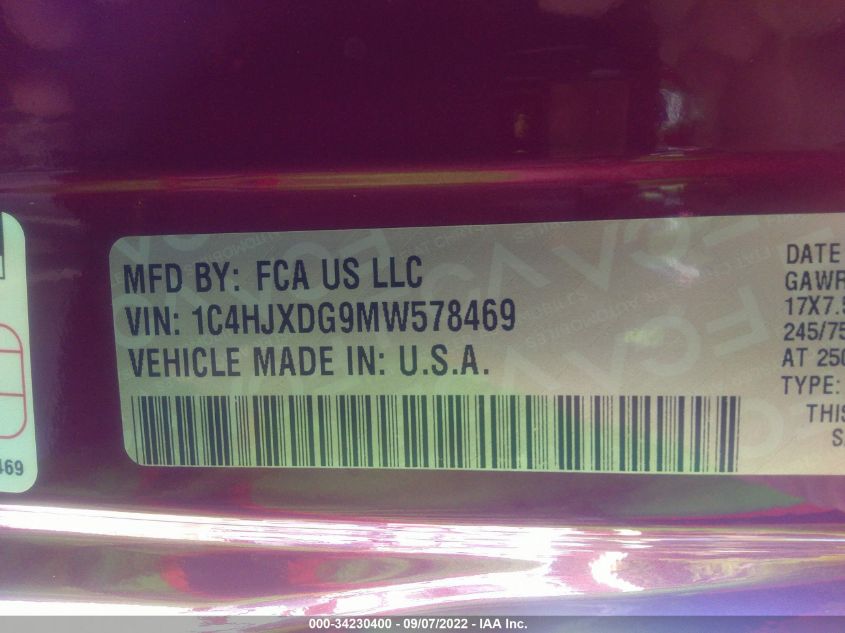 MFD BY: FCA US LLC
VIN: 1C4HJXDG9MW578469
VEHICLE MADE IN: U.S.A.
DATE
GAWR
17X7.5
245/75
AT 250
TYPE:
THIS
469
000-34230400 - 09/07/2022 - IAA Inc.